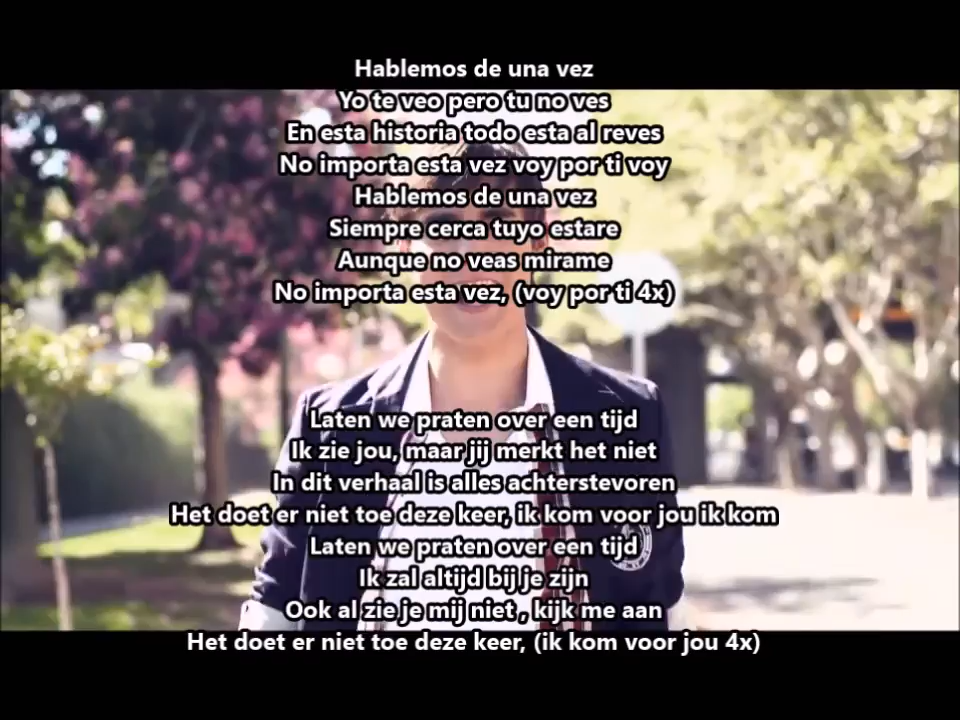 Hablemos de una vez
Yo te veo pero tu no ves
En esta historia todo esta al reves
No importa esta vez voy por ti voy
Hablemos de una vez
Siempre cerca tuyo estare
Aunque no veas mirame
No importa esta vez, (voy por ti 4x)
Laten we praten over een tijd
Ik zie jou, maar jij merkt het niet
In dit verhaal is alles achterstevoren
Het doet er niet toe deze keer, ik kom voor jou ik kom
Laten we praten over een tijd
Ik zal altijd bij je zijn
Ook al zie je mij niet , kijk me aan
Het doet er niet toe deze keer, (ik kom voor jou 4x)